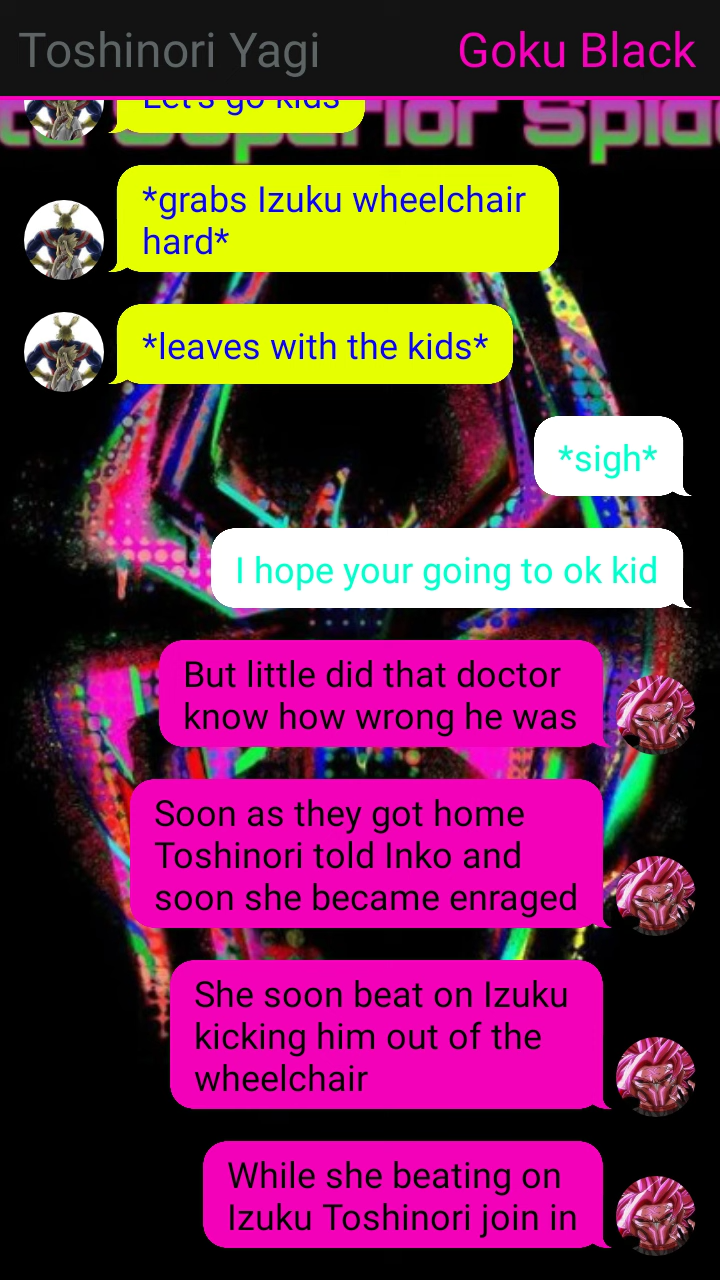 Toshinori Yagi
Goku Black
Let's go kids
*grabs Izuku wheelchair
hard*
*leaves with the kids*
*sigh*
I hope your going to ok kid
But little did that doctor
know how wrong he was
Soon as they got home
Toshinori told Inko and
soon she became enraged
She soon beat on Izuku
kicking him out of the
wheelchair
While she beating on
Izuku Toshinori join in